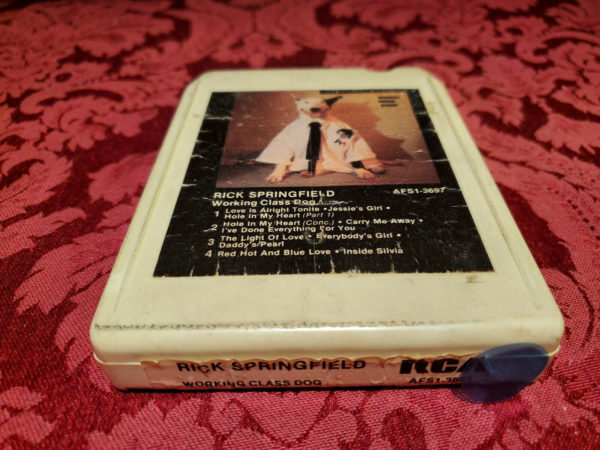 RICK SPRINGFIELD AFS1-3697
Working Class Dog
1 Love Is Alright Tonite • Jessie's Girl •
Hole In My Heart (Part 1)
2 Hole In My Heart (Conc.) • Carry Me Away •
I've Done Everything For You
3 The Light Of Love • Everybody's Girl •
Daddy's Pearl
4 Red Hot And Blue Love • Inside Silvia
RICK SPRINGFIELD RCA
WORKING CLASS DOG AFS1-3697